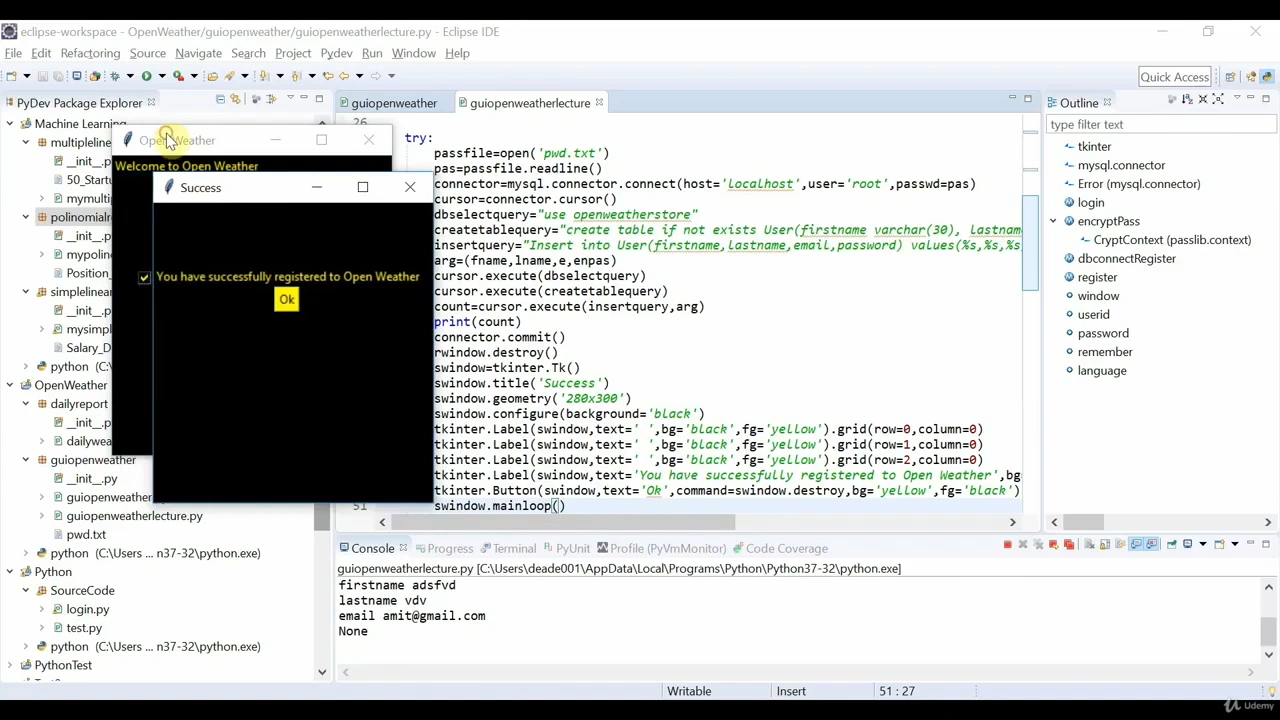 eclipse-workspace - OpenWeather/guiopenweather/guiopenweatherlecture.py - Eclipse IDE
File Edit Refactoring Source Navigate Search Project Pydev Run Window Help
Quick Access
PyDev Package Explorer
Machine Learning
multipline
__init__.p
50_Startu
mymulti
polinomialr
__init__.p
mypolino
Position_
simplelinea
__init__.p
mysimp
Salary_D
python (C:\
OpenWeather
dailyreport
__init__.p
dailywea
guiopenweather
__init__.py
guiopenweather
guiopenweatherlecture.py
pwd.txt
python (C:\Users ... n37-32\python.exe)
Python
SourceCode
login.py
test.py
python (C:\Users ... n37-32\python.exe)
PythonTest
OpenWeather
Welcome to Open Weather
Success
You have successfully registered to Open Weather
Ok
guiopenweather
guiopenweatherlecture
26
try:
passfile=open('pwd.txt')
pas=passfile.readline()
connector=mysql.connector.connect(host='localhost',user='root',passwd=pas)
cursor=connector.cursor()
dbselectquery="use openweatherstore"
createtablequery="create table if not exists User(firstname varchar(30), lastnam
insertquery="Insert into User(firstname,lastname,email,password) values(%s,%s,%s
arg=(fname,lname,e,enpas)
cursor.execute(dbselectquery)
cursor.execute(createtablequery)
count=cursor.execute(insertquery,arg)
print(count)
connector.commit()
rwindow.destroy()
swindow=tkinter.Tk()
swindow.title('Success')
swindow.geometry('280x300')
swindow.configure(background='black')
tkinter.Label(swindow,text=' ',bg='black',fg='yellow').grid(row=0,column=0)
tkinter.Label(swindow,text=' ',bg='black',fg='yellow').grid(row=1,column=0)
tkinter.Label(swindow,text=' ',bg='black',fg='yellow').grid(row=2,column=0)
tkinter.Label(swindow,text='You have successfully registered to Open Weather',bg
tkinter.Button(swindow,text='Ok',command=swindow.destroy,bg='yellow',fg='black')
51 swindow.mainloop()
Outline
type filter text
tkinter
mysql.connector
Error (mysql.connector)
login
encryptPass
CryptContext (passlib.context)
dbconnectRegister
register
window
userid
password
remember
language
Console Progress Terminal PyUnit Profile (PyVmMonitor) Code Coverage
guiopenweatherlecture.py [C:\Users\deade001\AppData\Local\Programs\Python\Python37-32\python.exe]
firstname adsfvd
lastname vdv
email amit@gmail.com
None
Writable Insert 51 : 27
Udemy